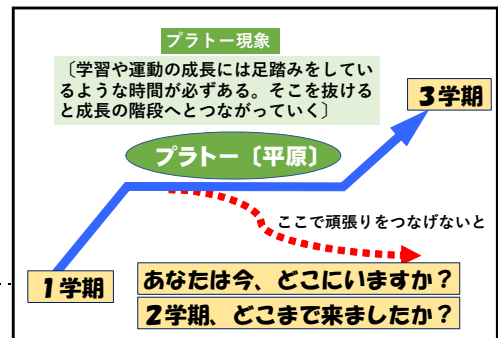 プラトー現象
〔学習や運動の成長には足踏みをしてい
るような時間が必ずある。そこを抜ける
と成長の階段へとつながっていく〕
3学期
プラトー〔平原〕
ここで頑張りをつなげないと
1学期
あなたは今、どこにいますか？
2学期、どこまで来ましたか？